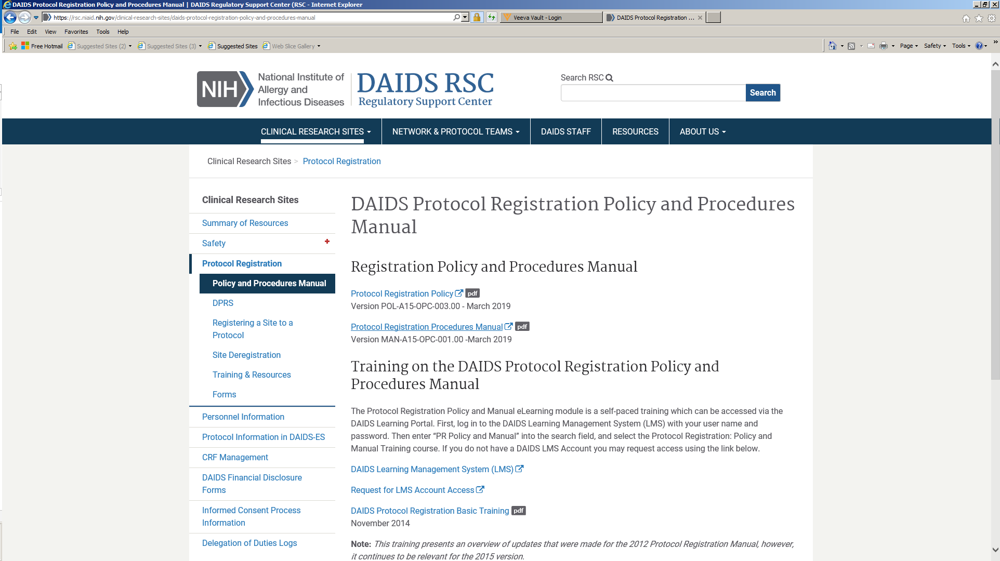 DAIDS Protocol Registration Policy and Procedures Manual | DAIDS Regulatory Support Center (RSC - Internet Explorer
https://rsc.niaid.nih.gov/clinical-research-sites/daids-protocol-registration-policy-and-procedures-manual
Veeva Vault - Login
DAIDS Protocol Registration ...
File Edit View Favorites Tools Help
Free Hotmail Suggested Sites (2) Suggested Sites (3) Suggested Sites Web Slice Gallery
Page Safety Tools
NIH
National Institute of
Allergy and
Infectious Diseases
DAIDS RSC
Regulatory Support Center
Search RSC
Search
CLINICAL RESEARCH SITES NETWORK & PROTOCOL TEAMS DAIDS STAFF RESOURCES ABOUT US
Clinical Research Sites > Protocol Registration
Clinical Research Sites
Summary of Resources
Safety
Protocol Registration
Policy and Procedures Manual
DPRS
Registering a Site to a
Protocol
Site Deregistration
Training & Resources
Forms
Personnel Information
Protocol Information in DAIDS-ES
CRF Management
DAIDS Financial Disclosure
Forms
Informed Consent Process
Information
Delegation of Duties Logs
DAIDS Protocol Registration Policy and Procedures
Manual
Registration Policy and Procedures Manual
Protocol Registration Policy pdf
Version POL-A15-OPC-003.00 - March 2019
Protocol Registration Procedures Manual pdf
Version MAN-A15-OPC-001.00 -March 2019
Training on the DAIDS Protocol Registration Policy and
Procedures Manual
The Protocol Registration Policy and Manual eLearning module is a self-paced training which can be accessed via the
DAIDS Learning Portal. First, log in to the DAIDS Learning Management System (LMS) with your user name and
password. Then enter “PR Policy and Manual” into the search field, and select the Protocol Registration: Policy and
Manual Training course. If you do not have a DAIDS LMS Account you may request access using the link below.
DAIDS Learning Management System (LMS)
Request for LMS Account Access
DAIDS Protocol Registration Basic Training pdf
November 2014
Note: This training presents an overview of updates that were made for the 2012 Protocol Registration Manual, however,
it continues to be relevant for the 2015 version.